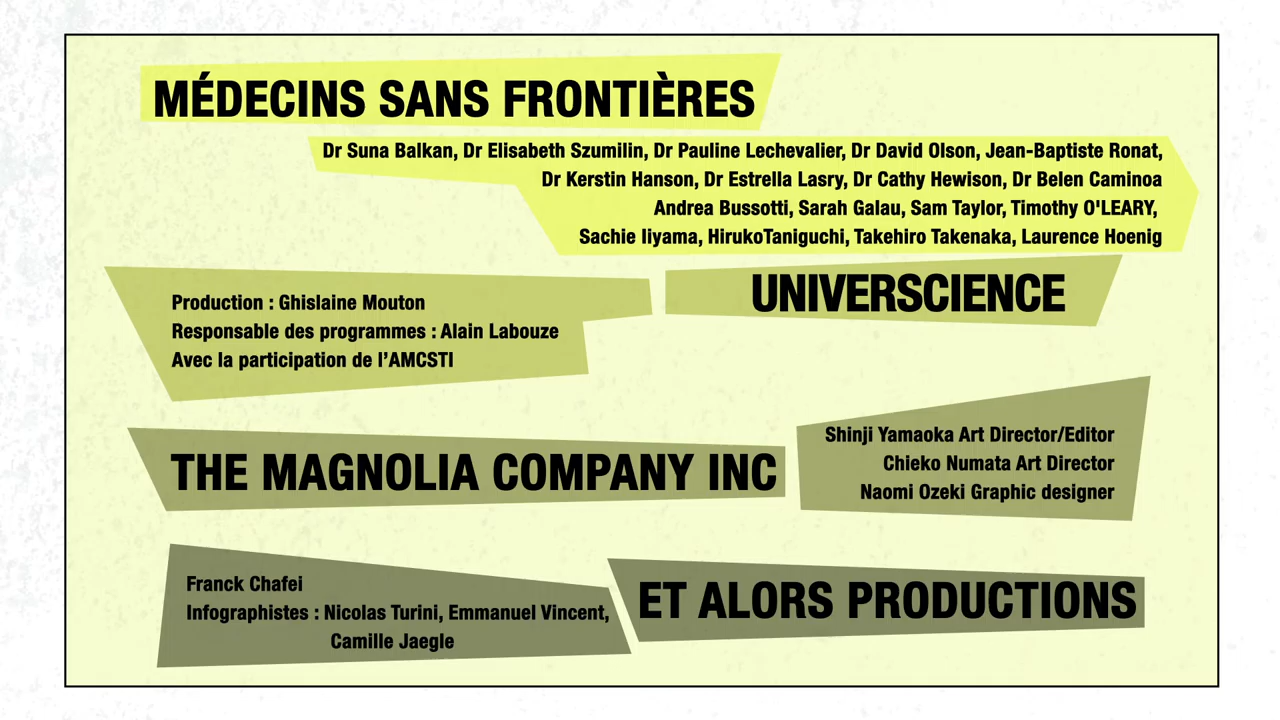 MÉDECINS SANS FRONTIÈRES
Dr Suna Balkan, Dr Elisabeth Szumilin, Dr Pauline Lechevalier, Dr David Olson, Jean-Baptiste Ronat,
Dr Kerstin Hanson, Dr Estrella Lasry, Dr Cathy Hewison, Dr Belen Caminoa
Andrea Bussotti, Sarah Galau, Sam Taylor, Timothy O'LEARY,
Sachie Iiyama, HirukoTaniguchi, Takehiro Takenaka, Laurence Hoenig
UNIVERSCIENCE
Production : Ghislaine Mouton
Responsable des programmes : Alain Labouze
Avec la participation de l’AMCSTI
THE MAGNOLIA COMPANY INC
Shinji Yamaoka Art Director/Editor
Chieko Numata Art Director
Naomi Ozeki Graphic designer
ET ALORS PRODUCTIONS
Franck Chafei
Infographistes : Nicolas Turini, Emmanuel Vincent,
Camille Jaegle